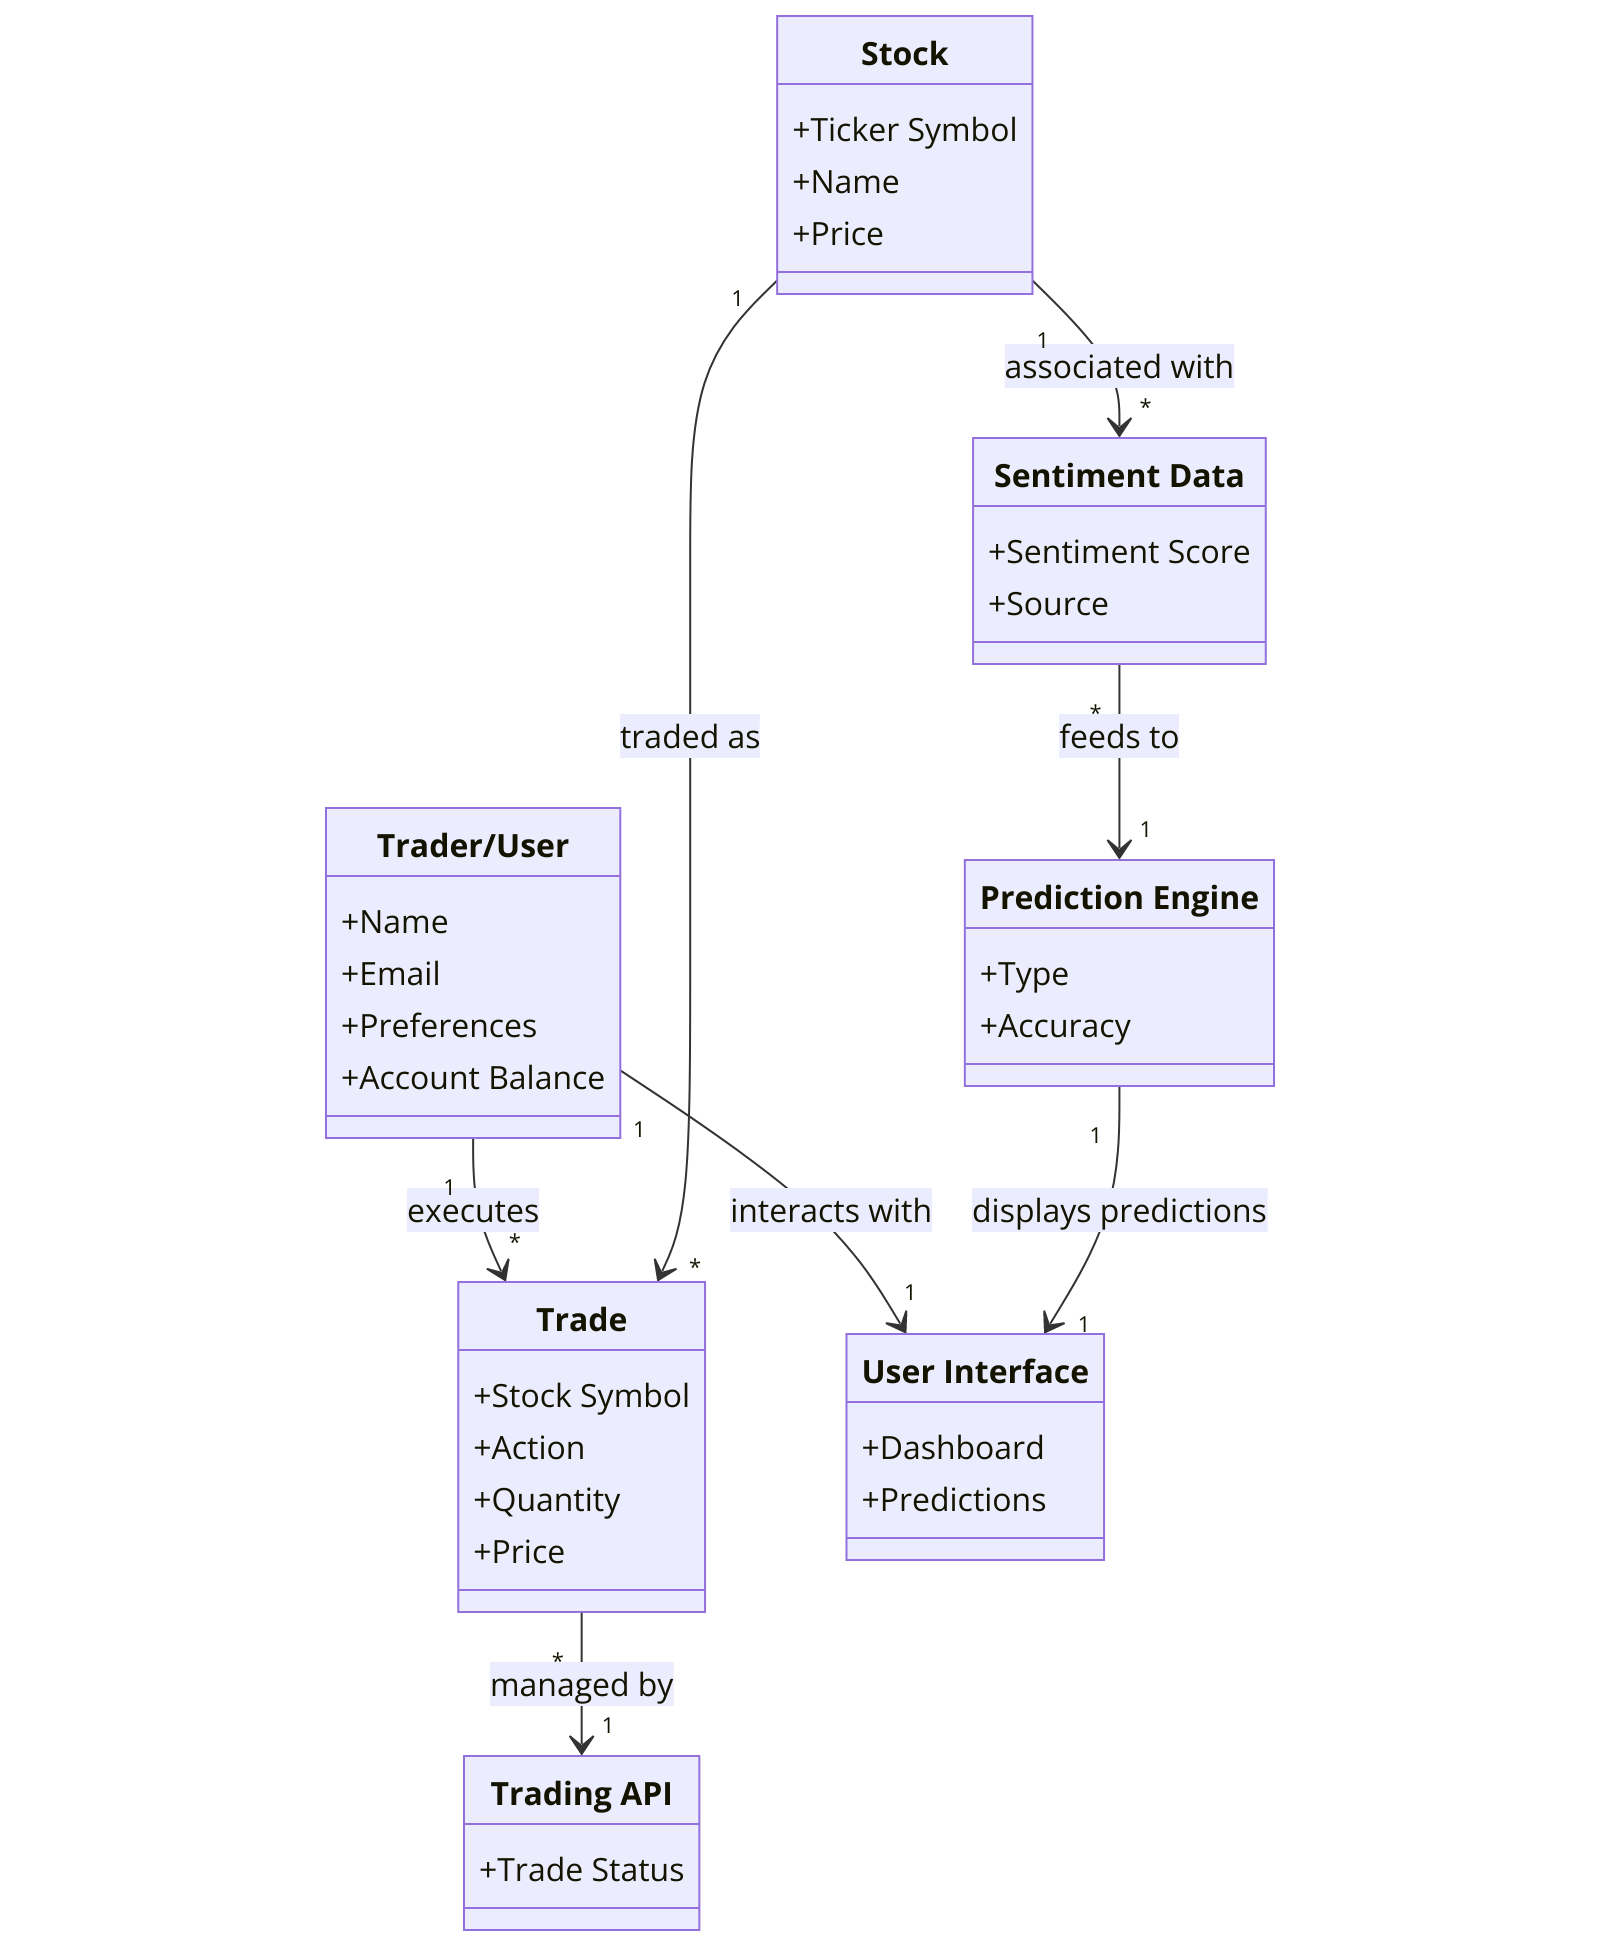 Stock
+Ticker Symbol
+Name
+Price
1
1
associated with
*
Sentiment Data
+Sentiment Score
+Source
*
feeds to
traded as
1
Trader/User
+Name
+Email
+Preferences
+Account Balance
Prediction Engine
+Type
+Accuracy
1
1
1
executes
*
interacts with
displays predictions
*
1
1
Trade
+Stock Symbol
+Action
+Quantity
+Price
User Interface
+Dashboard
+Predictions
*
managed by
1
Trading API
+Trade Status